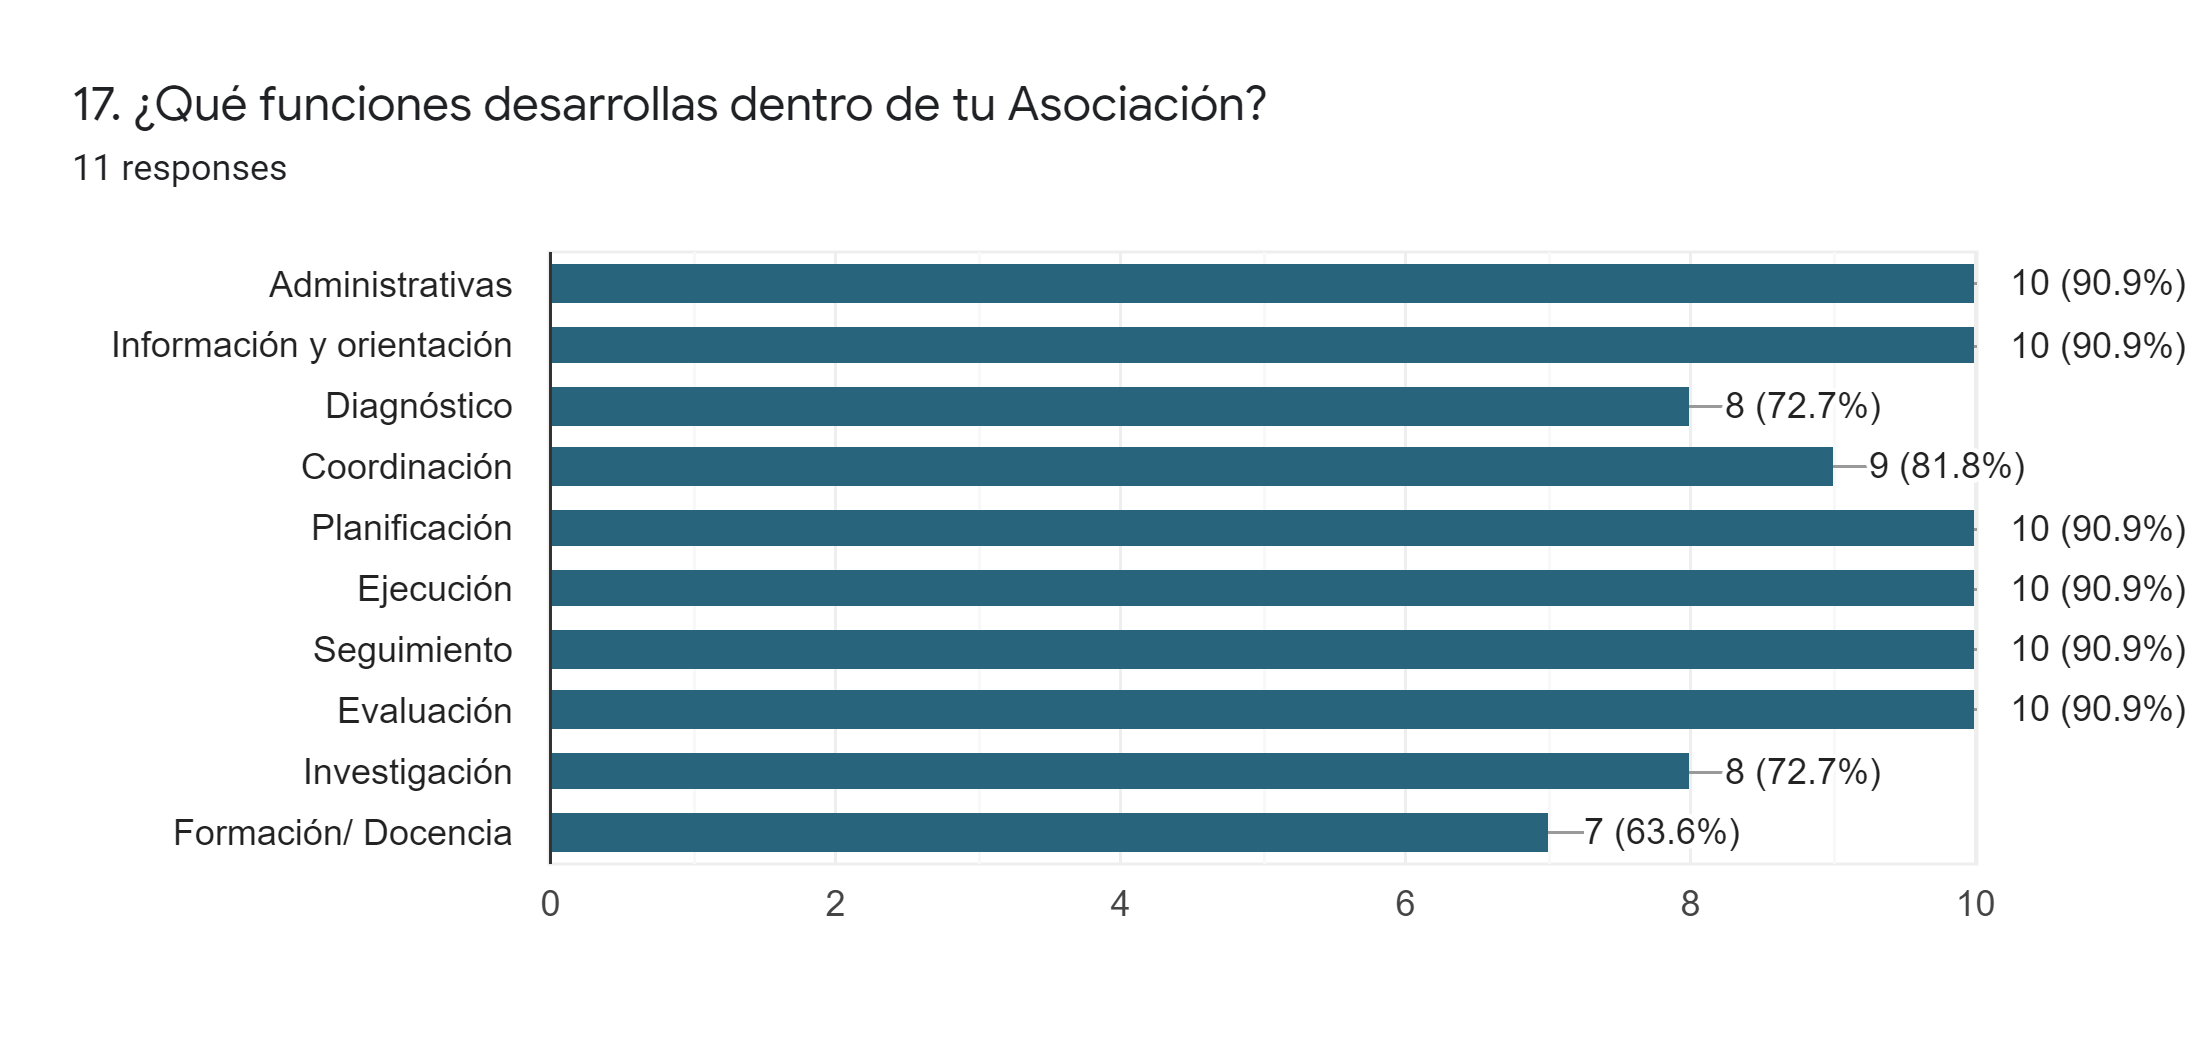 17. ¿Qué funciones desarrollas dentro de tu Asociación?
11 responses
Administrativas 10 (90.9%)
Información y orientación 10 (90.9%)
Diagnóstico 8 (72.7%)
Coordinación 9 (81.8%)
Planificación 10 (90.9%)
Ejecución 10 (90.9%)
Seguimiento 10 (90.9%)
Evaluación 10 (90.9%)
Investigación 8 (72.7%)
Formación/ Docencia 7 (63.6%)
0 2 4 6 8 10